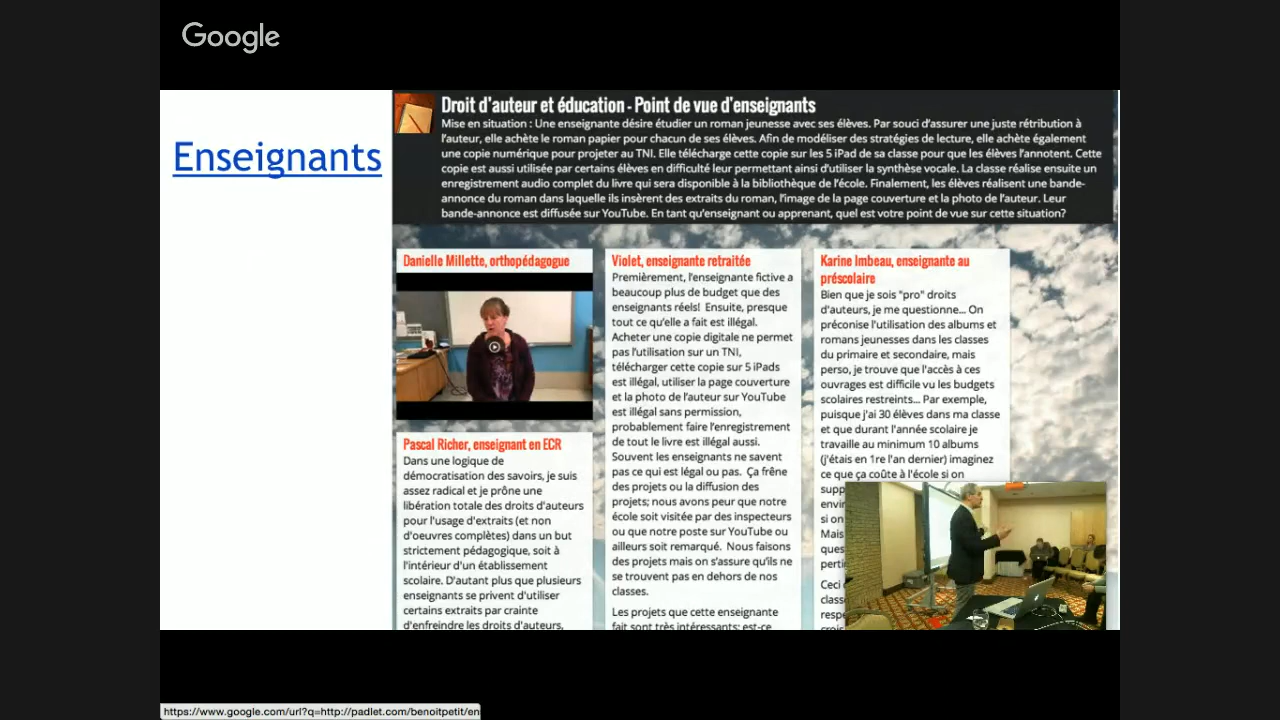 Google
Enseignants
Droit d'auteur et éducation - Point de vue d'enseignants
Mise en situation : Une enseignante désire étudier un roman jeunesse avec ses élèves. Par souci d'assurer une juste rétribution à
l'auteur, elle achète le roman papier pour chacun de ses élèves. Afin de modéliser des stratégies de lecture, elle achète également
une copie numérique pour projeter au TNI. Elle télécharge cette copie sur les 5 iPad de sa classe pour que les élèves l'annotent. Cette
copie est aussi utilisée par certains élèves en difficulté leur permettant ainsi d'utiliser la synthèse vocale. La classe réalise ensuite un
enregistrement audio complet du livre qui sera disponible à la bibliothèque de l'école. Finalement, les élèves réalisent une bande-
annonce du roman dans laquelle ils insèrent des extraits du roman, l'image de la page couverture et la photo de l'auteur. Leur
bande-annonce est diffusée sur YouTube. En tant qu'enseignant ou apprenant, quel est votre point de vue sur cette situation?
Danielle Millette, orthopédagogue
Pascal Richer, enseignant en ECR
Dans une logique de
démocratisation des savoirs, je suis
assez radical et je prône une
libération totale des droits d'auteurs
pour l'usage d'extraits (et non
d'oeuvres complètes) dans un but
strictement pédagogique, soit à
l'intérieur d'un établissement
scolaire. D'autant plus que plusieurs
enseignants se privent d'utiliser
certains extraits par crainte
d'enfreindre les droits d'auteurs,
Violet, enseignante retraitée
Premièrement, l'enseignante fictive a
beaucoup plus de budget que des
enseignants réels! Ensuite, presque
tout ce qu'elle a fait est illégal.
Acheter une copie digitale ne permet
pas l'utilisation sur un TNI,
télécharger cette copie sur 5 iPads
est illégal, utiliser la page couverture
et la photo de l'auteur sur YouTube
est illégal sans permission,
probablement faire l'enregistrement
de tout le livre est illégal aussi.
Souvent les enseignants ne savent
pas ce qui est légal ou pas. Ça frêne
des projets ou la diffusion des
projets; nous avons peur que notre
école soit visitée par des inspecteurs
ou que notre poste sur YouTube ou
ailleurs soit remarqué. Nous faisons
des projets mais on s'assure qu'ils ne
se trouvent pas en dehors de nos
classes.
Les projets que cette enseignante
fait sont très intéressants; est-ce
Karine Imbeau, enseignante au
préscolaire
Bien que je sois "pro" droits
d'auteurs, je me questionne... On
préconise l'utilisation des albums et
romans jeunesses dans les classes
du primaire et secondaire, mais
perso, je trouve que l'accès à ces
ouvrages est difficile vu les budgets
scolaires restreints... Par exemple,
puisque j'ai 30 élèves dans ma classe
et que durant l'année scolaire je
travaille au minimum 10 albums
(j'étais en 1re l'an dernier) imaginez
ce que ça coûte à l'école si on
supp
envir
si on
Mais
ques
perti
Ceci
class
resp
https://www.google.com/url?q=http://padlet.com/benoitpetit/en